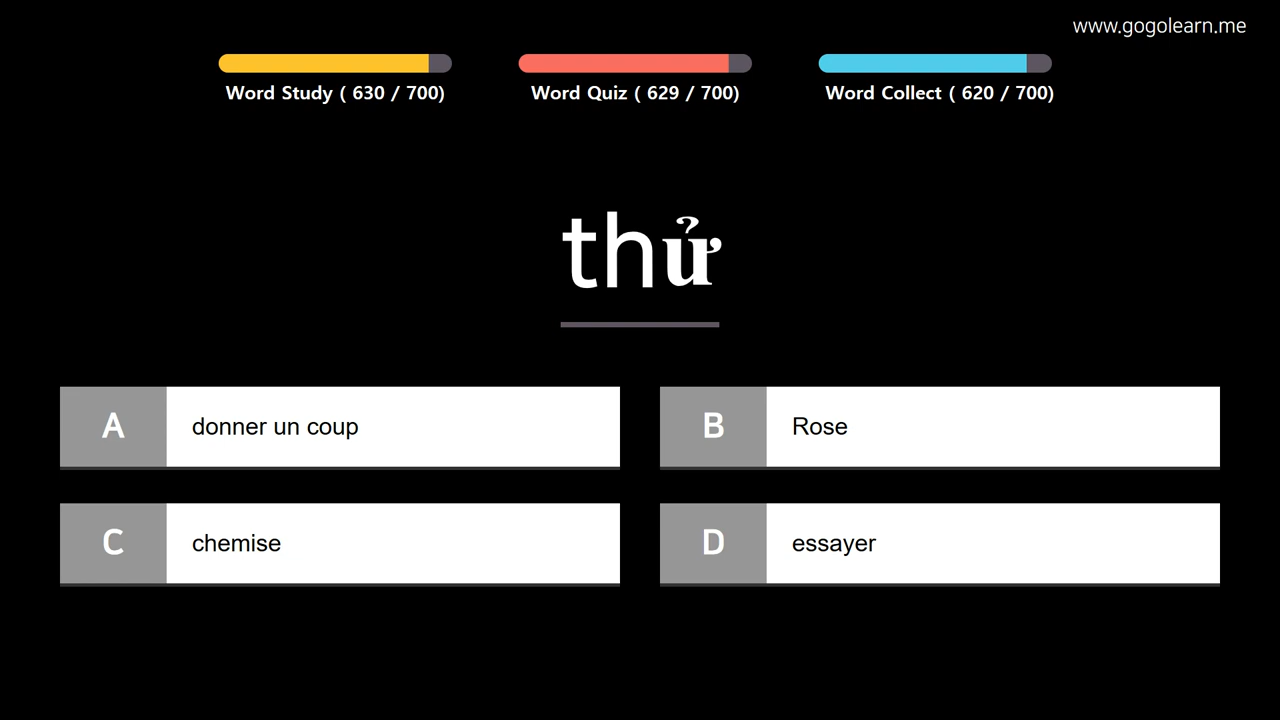 www.gogolearn.me
Word Study ( 630 / 700)
Word Quiz ( 629 / 700)
Word Collect ( 620 / 700)
thử
A donner un coup
B Rose
C chemise
D essayer